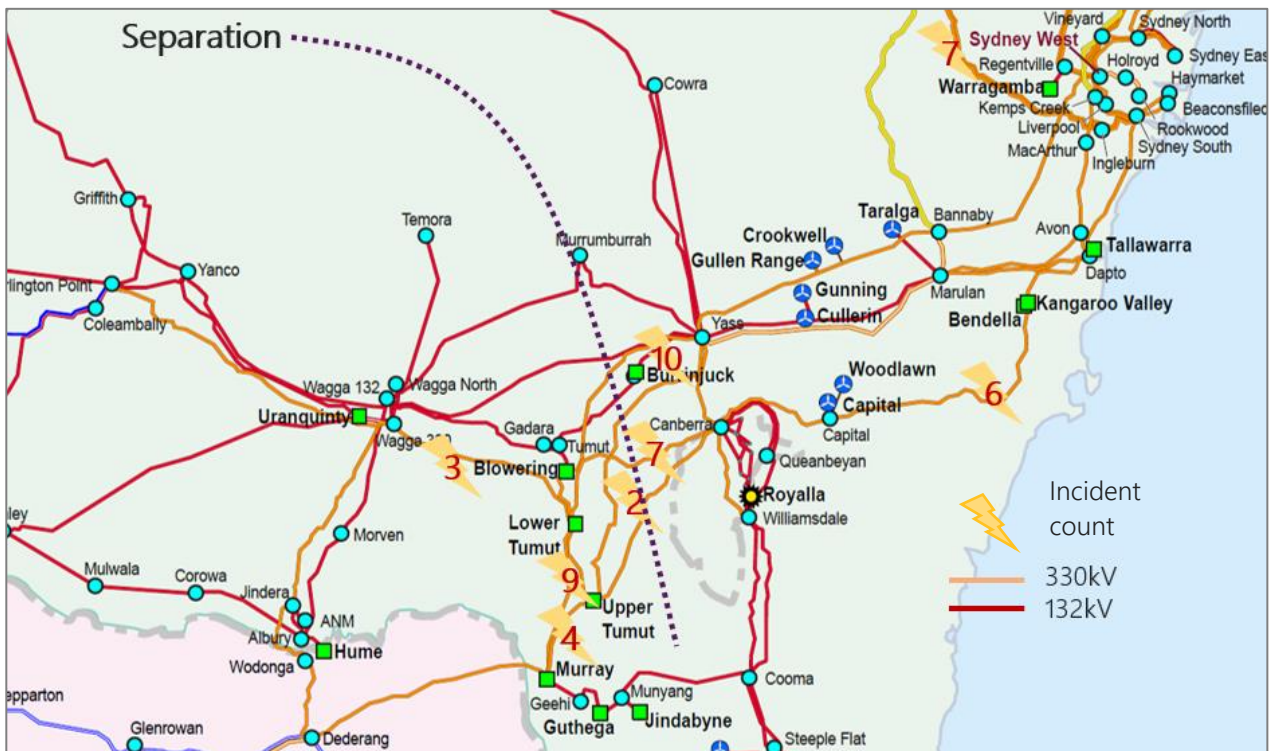 Vineyard
Sydney North
Separation
Sydney West
Sydney Eas
7
Regentville
Holroyd
Haymarket
Cowra
Warragamba
Kemps Creek
Beaconsfiled
Liverpool
Rookwood
MacArthur
Sydney South
Ingleburn
Griffith
Temora
Taralga
Bannaby
Murrumburrah
Crookwell
Avon
Tallawarra
Gullen Range
Yanco
Dapto
rlington Point
Gunning
Marulan
Kangaroo Valley
Coleambally
Cullerin
Bendella
Yass
10
Burrinjuck
Woodlawn
Wagga 132
Wagga North
6
Uranquinty
Capital
Canberra
Capital
Wagga 330
Gadara
Tumut
3
7
Queanbeyan
Blowering
Royalla
Incident
count
2
Lower
Tumut
Williamsdale
ley
Morven
330kV
9
Mulwala
Corowa
Jindera
Upper
Tumut
132kV
ANM
4
Albury
Hume
Wodonga
Murray
Cooma
epparton
Geehi
Munyang
Guthega
Jindabyne
Glenrowan
Dederang
Steeple Flat